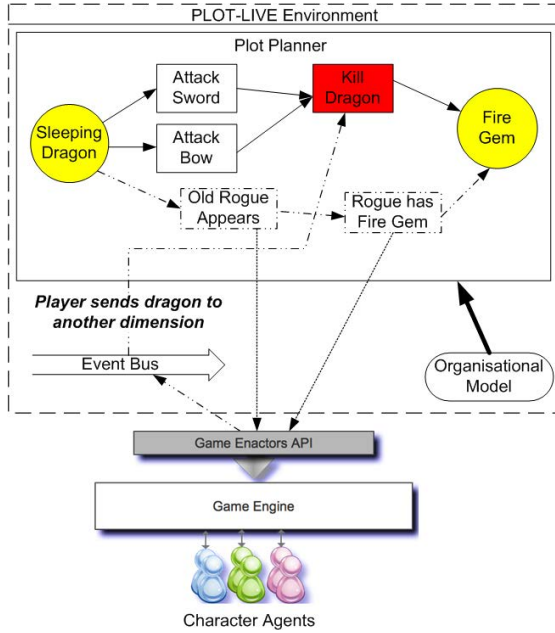 PLOT-LIVE Environment
Plot Planner
Attack
Sword
Kill
Dragon
Sleeping
Dragon
Fire
Gem
Attack
Bow
Old Rogue
Appears
Rogue has
Fire Gem
Player sends dragon to
another dimension
Event Bus
Organisational
Model
Game Enactors API
Game Engine
Character Agents